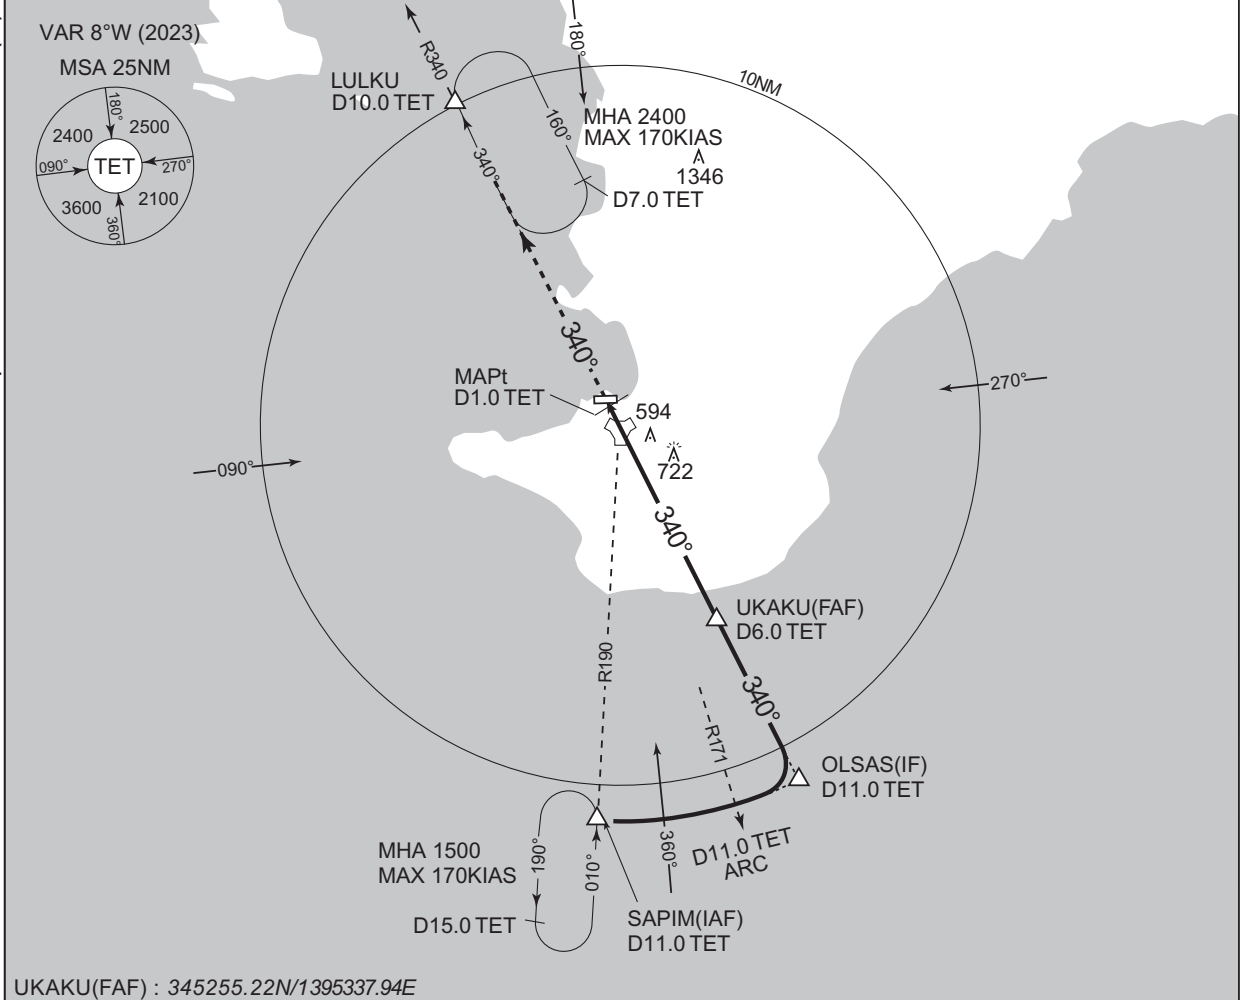 VAR 8°W (2023)
MSA 25NM
180°
2400
2500
090°
TET
270°
3600
2100
360°
R340
180°
10NM
LULKU
D10.0 TET
160°
MHA 2400
MAX 170KIAS
1346
340°
D7.0 TET
340°
MAPt
D1.0 TET
594
722
270°
090°
340°
UKAKU(FAF)
D6.0 TET
R190
340°
R171
OLSAS(IF)
D11.0 TET
D11.0 TET
ARC
360°
MHA 1500
MAX 170KIAS
190°
010°
D15.0 TET
SAPIM(IAF)
D11.0 TET
UKAKU(FAF) : 345255.22N/1395337.94E